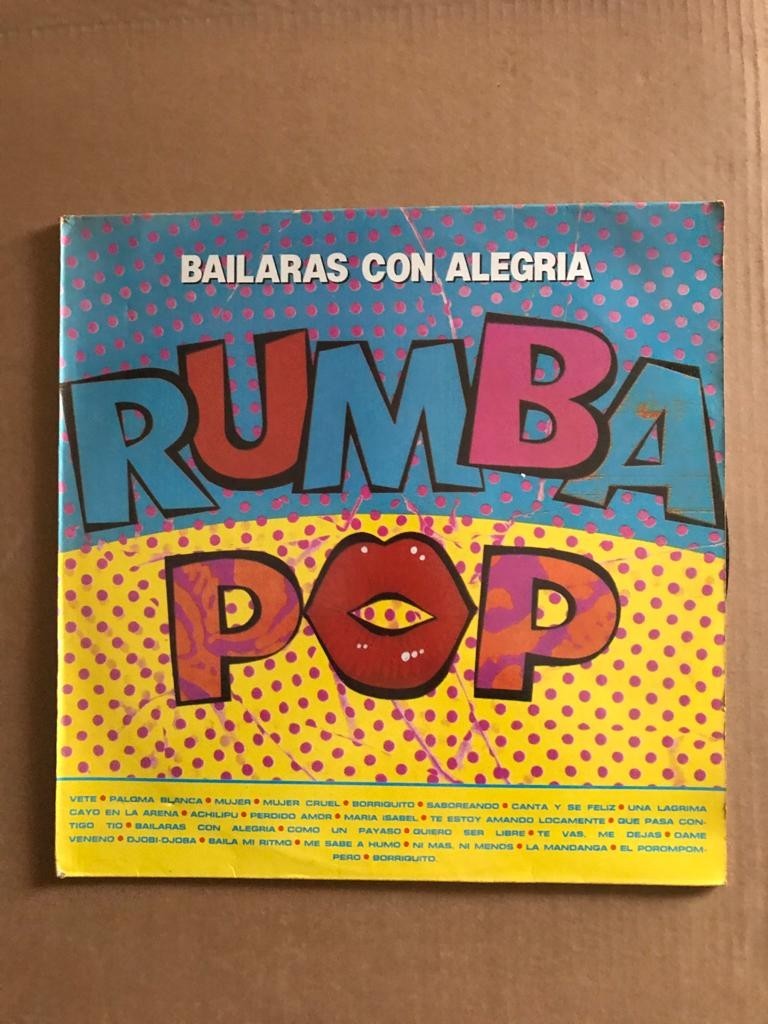 BAILARAS CON ALEGRIA
RUMBA
POP
VETE • PALOMA BLANCA • MUJER • MUJER CRUEL • BORRIQUITO • SABOREANDO • CANTA Y SE FELIZ • UNA LAGRIMA
CAYO EN LA ARENA • ACHILIPU • PERDIDO AMOR • MARIA ISABEL • TE ESTOY AMANDO LOCAMENTE • QUE PASA CON-
TIGO TIO • BAILARAS CON ALEGRIA • COMO UN PAYASO • QUIERO SER LIBRE • TE VAS, ME DEJAS • DAME
VENENO • DJOBI-DJOBA • BAILA MI RITMO • ME SABE A HUMO • NI MAS, NI MENOS • LA MANDANGA • EL POROMPOM-
PERO • BORRIQUITO.